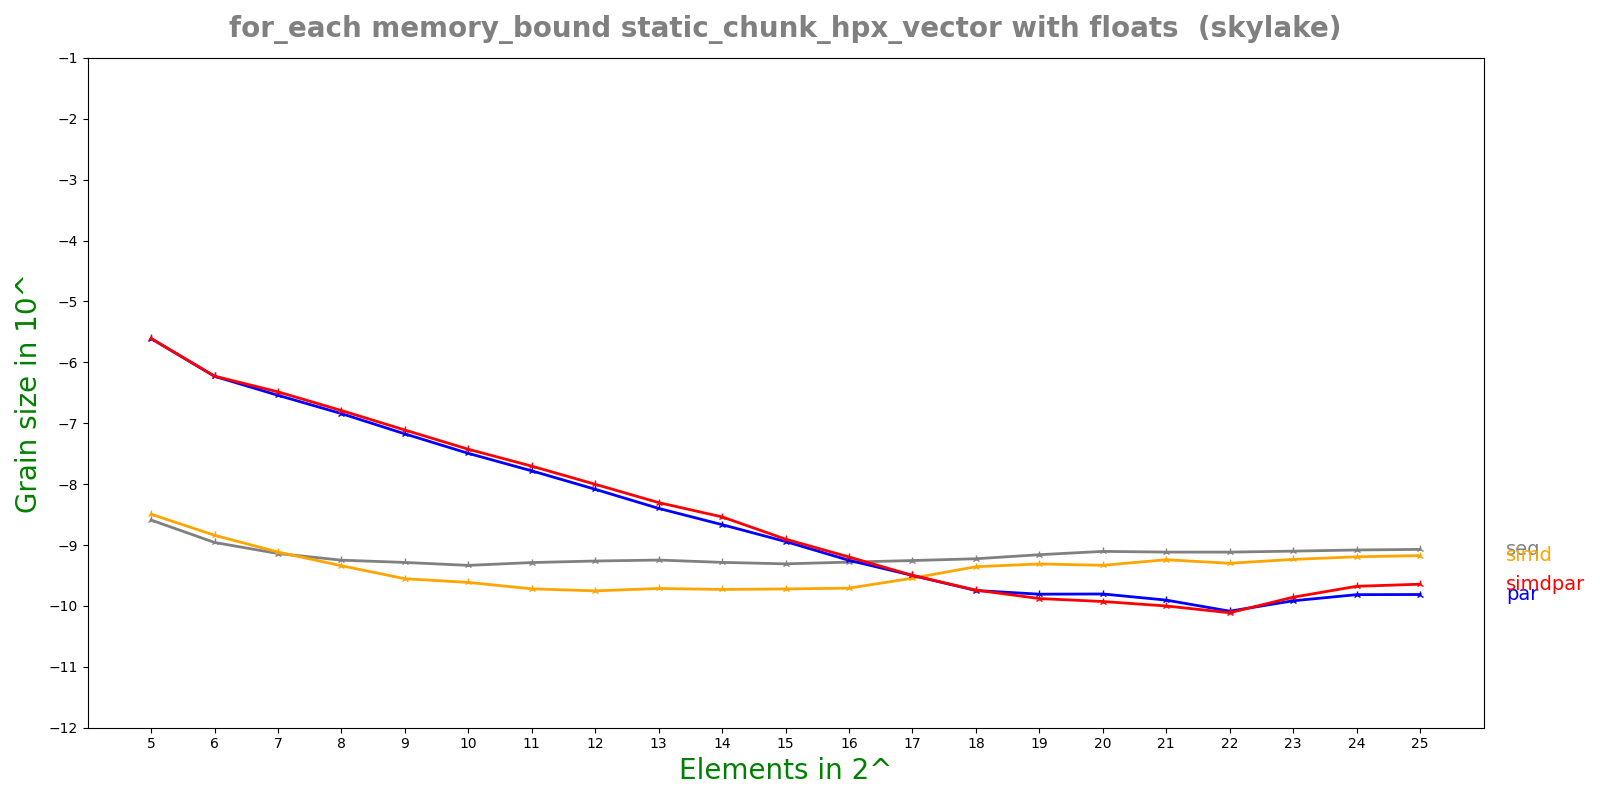 for_each memory_bound static_chunk_hpx_vector with floats  (skylake)
Grain size in 10^
−1
−2
−3
−4
−5
−6
−7
−8
−9
−10
−11
−12
5 6 7 8 9 10 11 12 13 14 15 16 17 18 19 20 21 22 23 24 25
Elements in 2^
seq
simd
simdpar
par